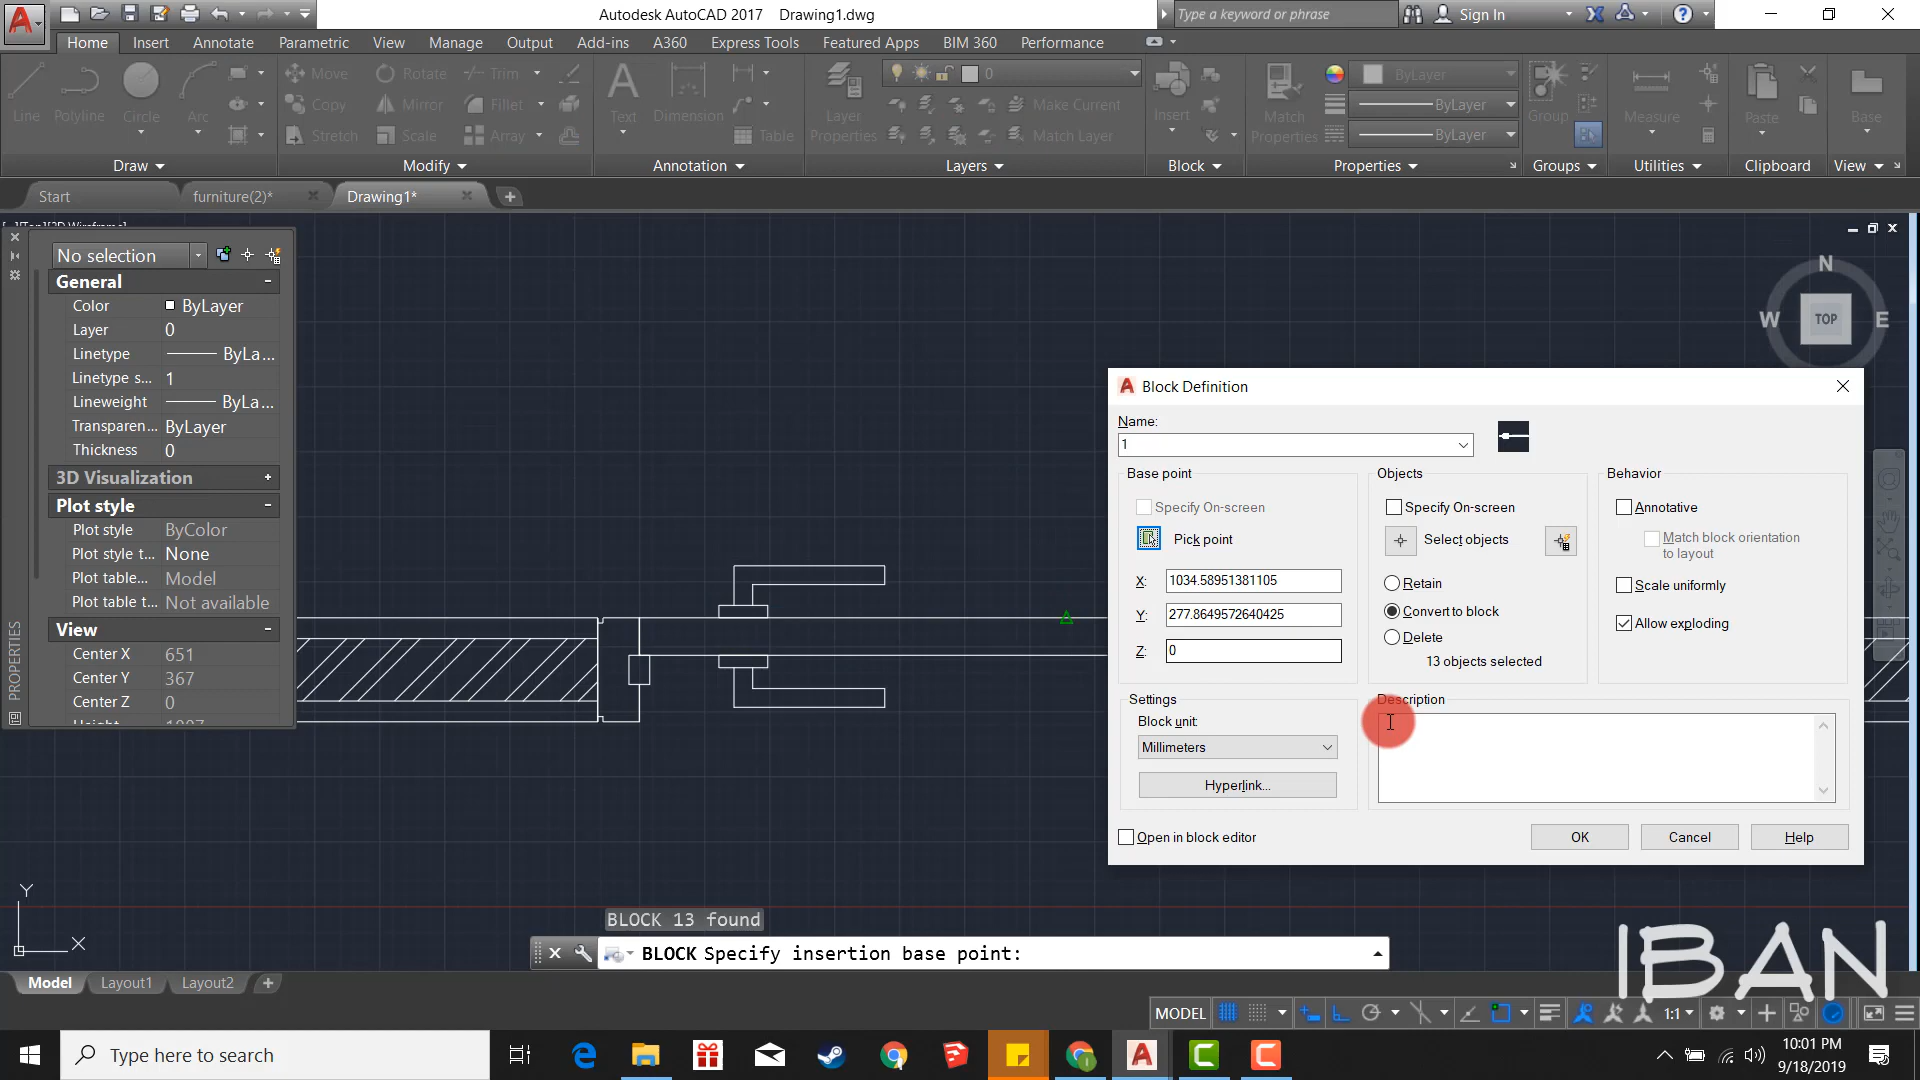 Autodesk AutoCAD 2017 Drawing1.dwg
Type a keyword or phrase
Sign In
Home Insert Annotate Parametric View Manage Output Add-ins A360 Express Tools Featured Apps BIM 360 Performance
Line Polyline Circle Arc
Move Rotate Trim
Copy Mirror Fillet
Stretch Scale Array
Text Dimension Table
Layer Properties
0
Make Current
Match Layer
Insert
Match Properties
ByLayer
ByLayer
ByLayer
Group Measure Paste Base
Draw Modify Annotation Layers Block Properties Groups Utilities Clipboard View
Start furniture(2)* Drawing1*
No selection
General
Color ByLayer
Layer 0
Linetype ByLa...
Linetype s... 1
Lineweight ByLa...
Transparen... ByLayer
Thickness 0
3D Visualization
Plot style
Plot style ByColor
Plot style t... None
Plot table... Model
Plot table t... Not available
View
Center X 651
Center Y 367
Center Z 0
PROPERTIES
N
W TOP E
Block Definition
Name:
1
Base point
Specify On-screen
Pick point
X: 1034.58951381105
Y: 277.8649572640425
Z: 0
Objects
Specify On-screen
Select objects
Retain
Convert to block
Delete
13 objects selected
Behavior
Annotative
Match block orientation
to layout
Scale uniformly
Allow exploding
Settings
Block unit:
Millimeters
Hyperlink...
Description
Open in block editor
OK Cancel Help
Y
X
BLOCK 13 found
BLOCK Specify insertion base point:
IBAN
Model Layout1 Layout2
MODEL 1:1
Type here to search
10:01 PM
9/18/2019